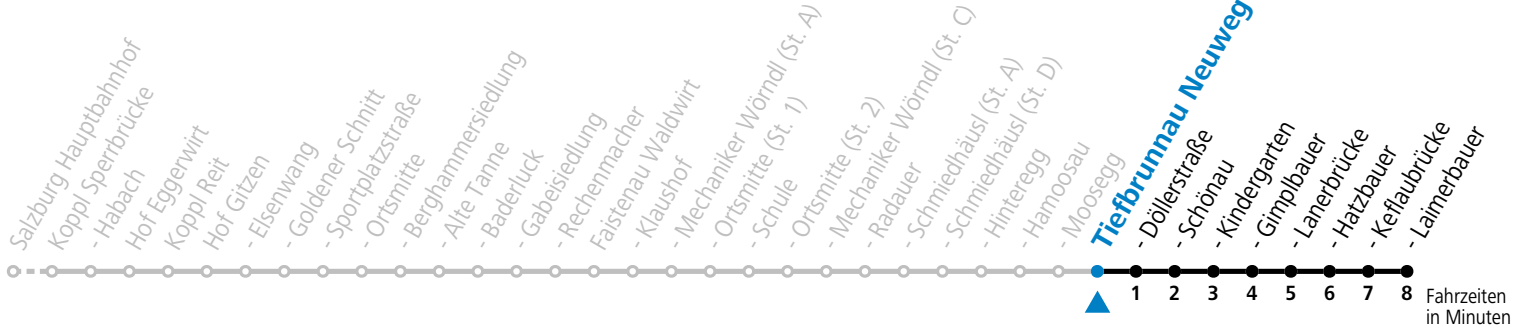 Salzburg Hauptbahnhof
Koppl Sperrbrücke
- Habach
Hof Eggerwirt
Koppl Reit
Hof Gitzen
- Elsenwang
- Goldener Schnitt
- Sportplatzstraße
- Ortsmitte
- Berghammersiedlung
- Alte Tanne
- Baderluck
- Gabeisiedlung
- Rechenmacher
Faistenau Waldwirt
- Klaushof
- Mechaniker Wörndl (St. A)
- Ortsmitte (St. 1)
- Schule
- Ortsmitte (St. 2)
- Mechaniker Wörndl (St. C)
- Radauer
- Schmiedhäusl (St. A)
- Schmiedhäusl (St. D)
- Hinteregg
- Hamoosau
- Moosegg
Tiefbrunnau Neuweg
- Döllerstraße
- Schönau
- Kindergarten
- Gimplbauer
- Lanerbrücke
- Hatzbauer
- Keflaubrücke
- Laimerbauer
1 2 3 4 5 6 7 8
Fahrzeiten
in Minuten